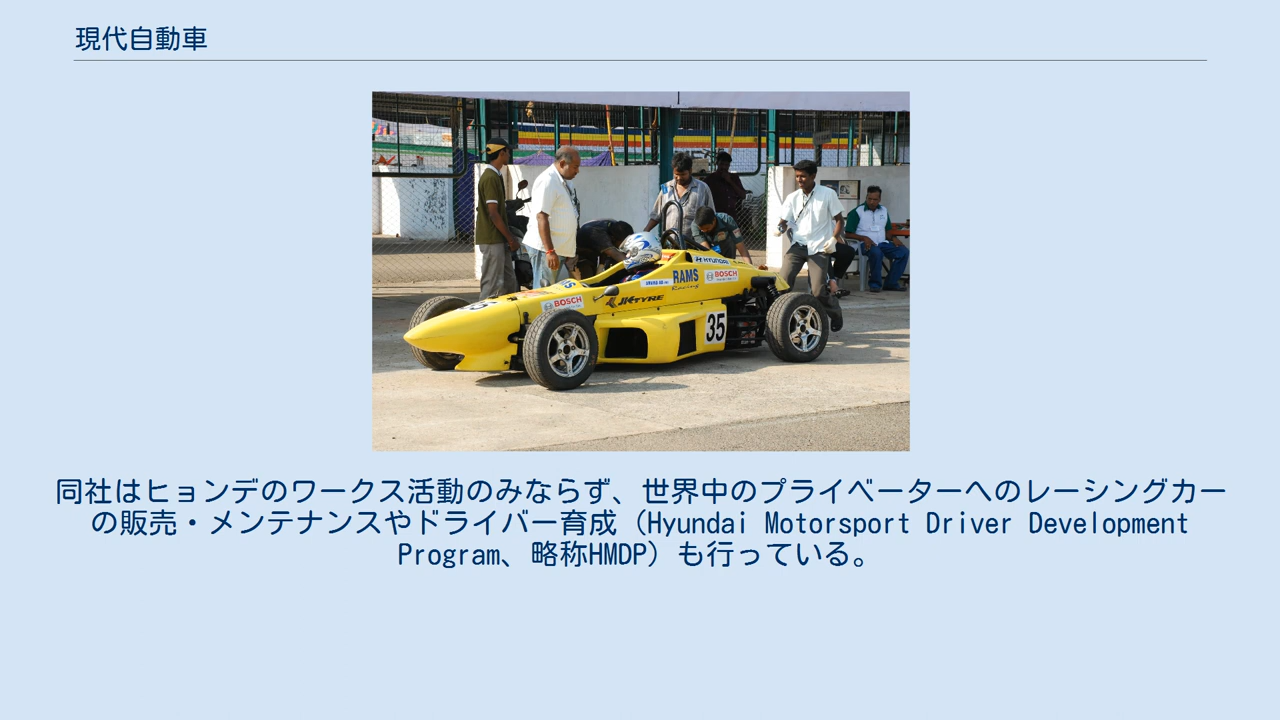 現代自動車
HYUNDAI
RAMS
Racing
BOSCH
BOSCH
JK TYRE
35
35
同社はヒョンデのワークス活動のみならず、世界中のプライベーターへのレーシングカー
の販売・メンテナンスやドライバー育成（Hyundai Motorsport Driver Development
Program、略称HMDP）も行っている。